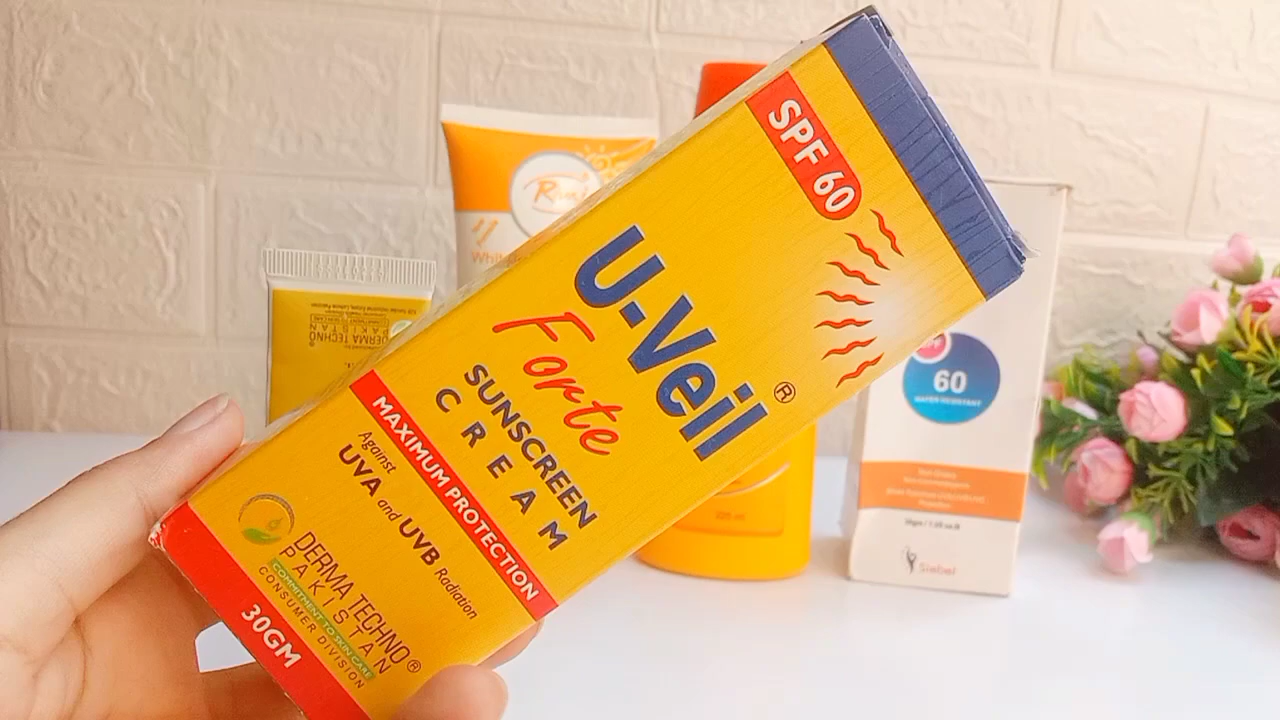 SPF 60
U-Veil®
Forte
SUNSCREEN
CREAM
MAXIMUM PROTECTION
Against
UVA and UVB Radiation
DERMA TECHNO®
PAKISTAN
COMMITMENT TO SKIN CARE
CONSUMER DIVISION
30GM
DERMA TECHNO
PAKISTAN
60
WATER RESISTANT
Siebel